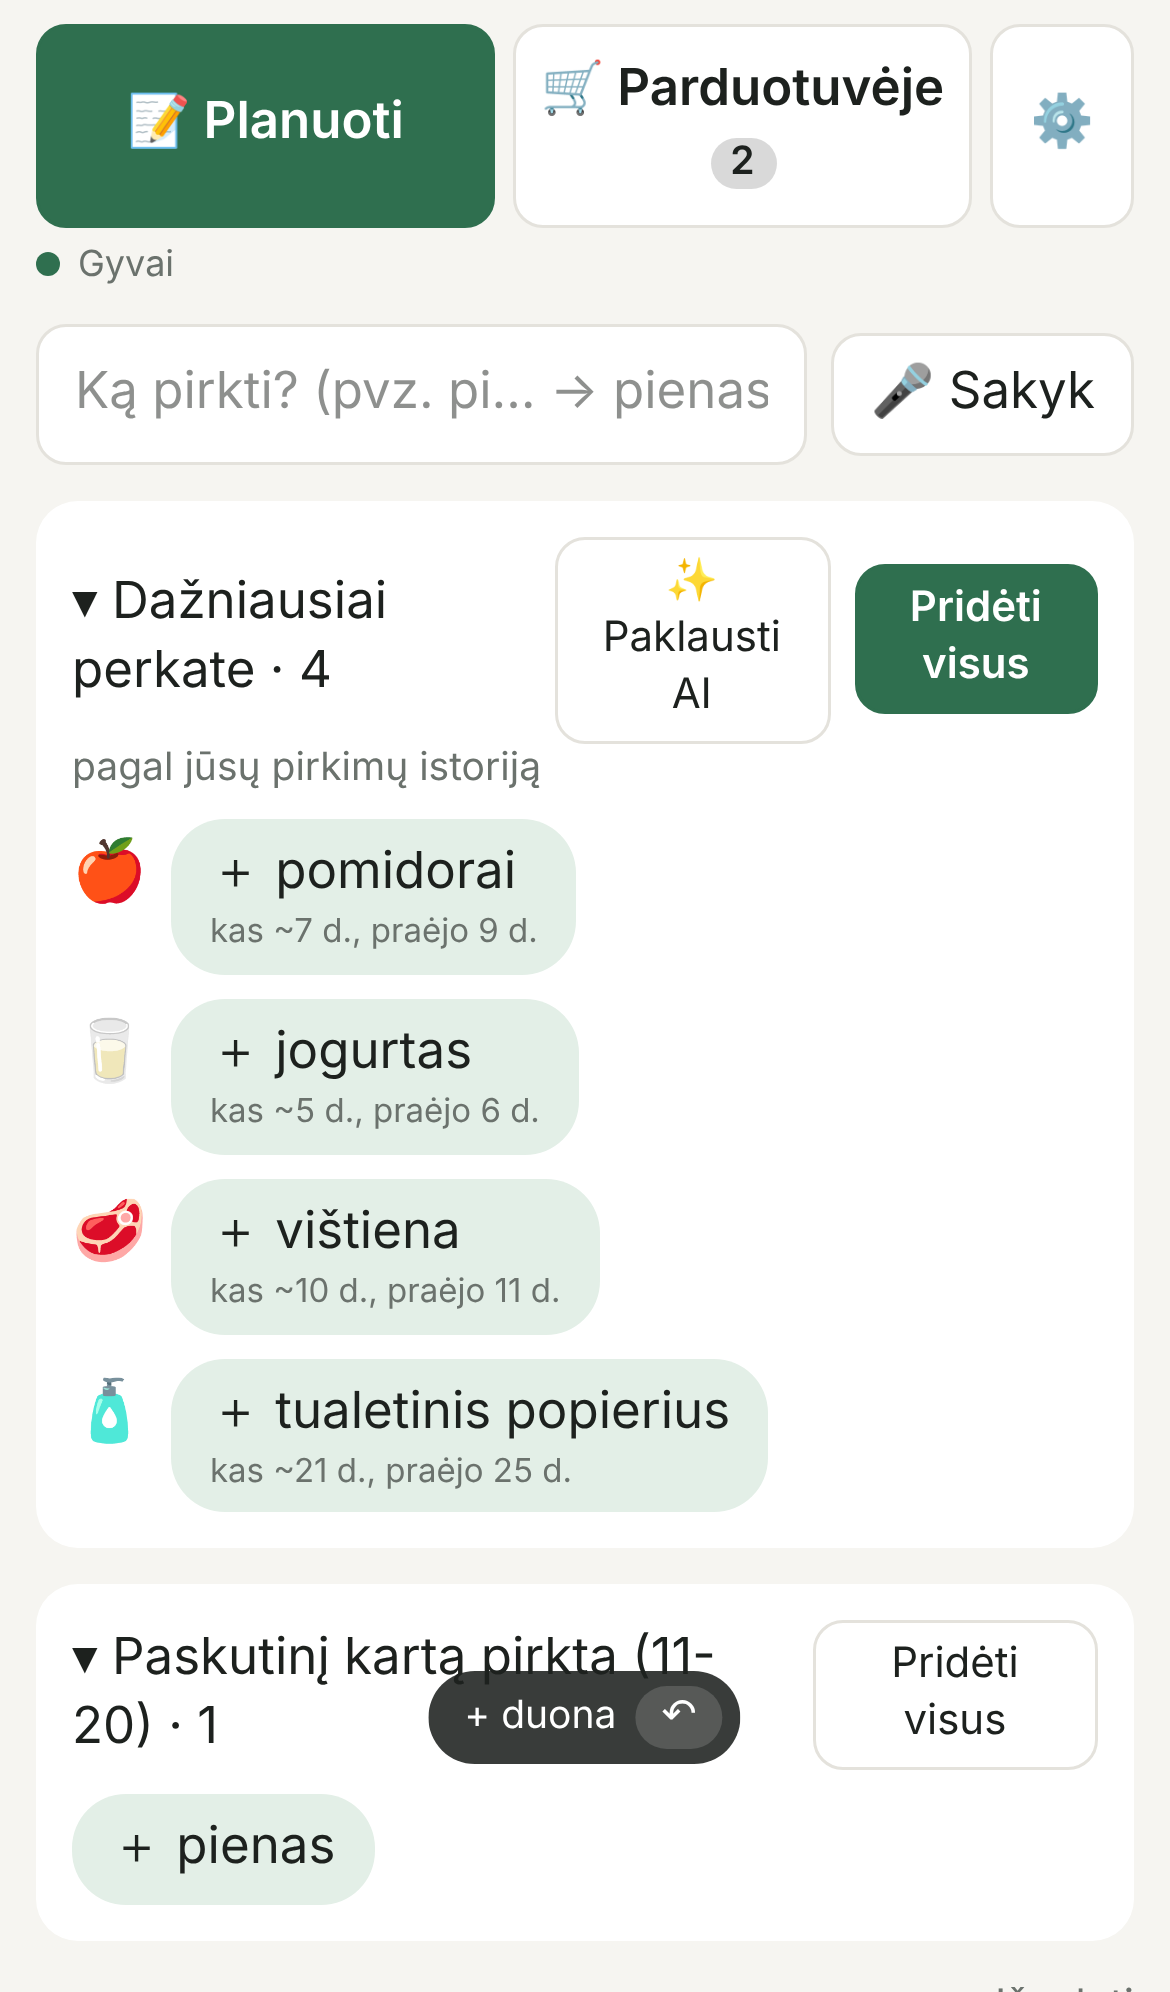 📝 Planuoti
🛒 Parduotuvėje
2
⚙️
Gyvai
Ką pirkti? (pvz. pi... → pienas
🎤 Sakyk
▾ Dažniausiai
perkate · 4
✨
Paklausti
AI
Pridėti
visus
pagal jūsų pirkimų istoriją
+ pomidorai
kas ~7 d., praėjo 9 d.
+ jogurtas
kas ~5 d., praėjo 6 d.
+ vištiena
kas ~10 d., praėjo 11 d.
+ tualetinis popierius
kas ~21 d., praėjo 25 d.
▾ Paskutinį kartą pirkta (11-
20) · 1
Pridėti
visus
+ duona ↶
+ pienas